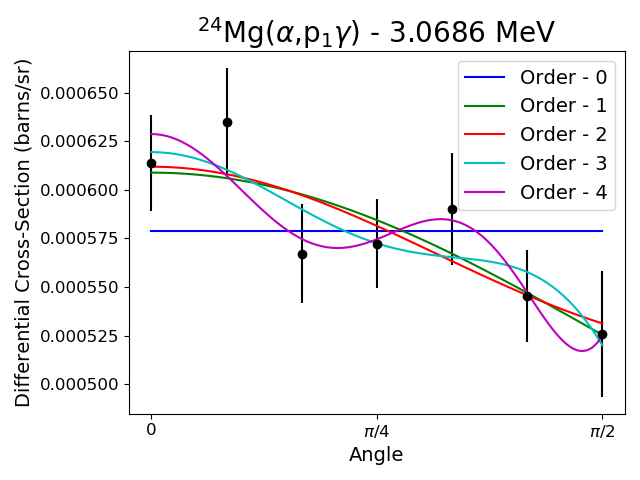 ²⁴Mg(α,p₁γ) - 3.0686 MeV
Differential Cross-Section (barns/sr)
0.000650
0.000625
0.000600
0.000575
0.000550
0.000525
0.000500
Order - 0
Order - 1
Order - 2
Order - 3
Order - 4
0
π/4
π/2
Angle